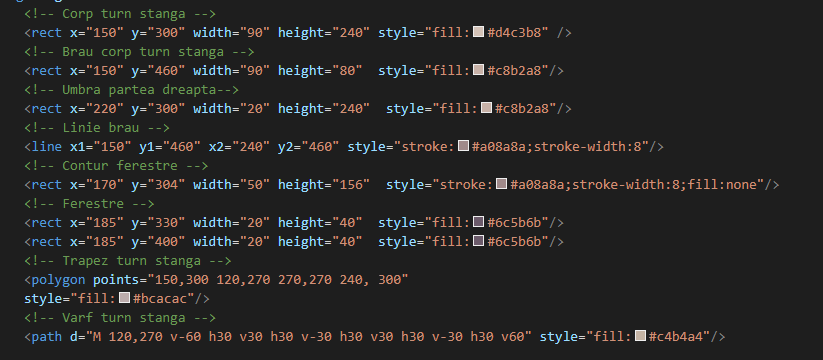 <!-- Corp turn stanga -->
<rect x="150" y="300" width="90" height="240" style="fill:#d4c3b8" />
<!-- Brau corp turn stanga -->
<rect x="150" y="460" width="90" height="80"  style="fill:#c8b2a8"/>
<!-- Umbra partea dreapta-->
<rect x="220" y="300" width="20" height="240"  style="fill:#c8b2a8"/>
<!-- Linie brau -->
<line x1="150" y1="460" x2="240" y2="460" style="stroke:#a08a8a;stroke-width:8"/>
<!-- Contur ferestre -->
<rect x="170" y="304" width="50" height="156"  style="stroke:#a08a8a;stroke-width:8;fill:none"/>
<!-- Ferestre -->
<rect x="185" y="330" width="20" height="40"  style="fill:#6c5b6b"/>
<rect x="185" y="400" width="20" height="40"  style="fill:#6c5b6b"/>
<!-- Trapez turn stanga -->
<polygon points="150,300 120,270 270,270 240, 300"
style="fill:#bcacac"/>
<!-- Varf turn stanga -->
<path d="M 120,270 v-60 h30 v30 h30 v-30 h30 v30 h30 v-30 h30 v60" style="fill:#c4b4a4"/>